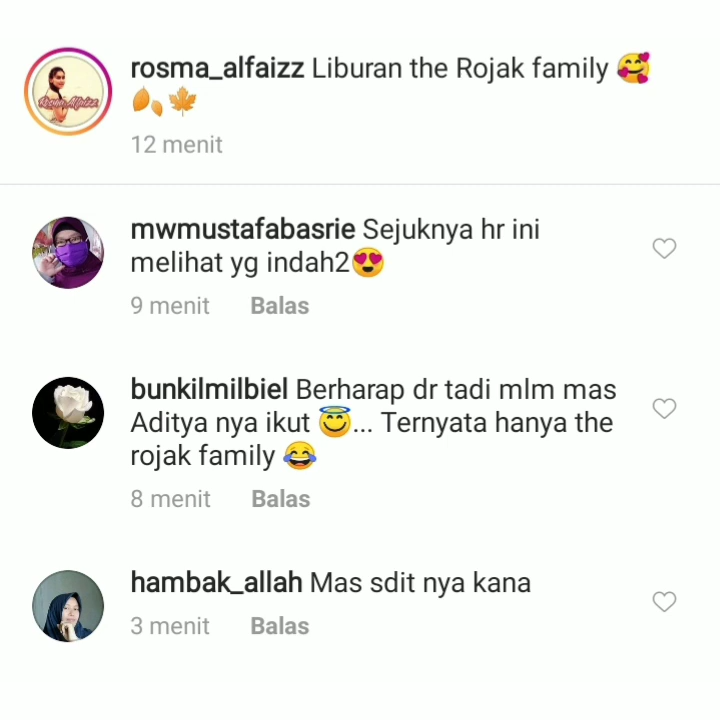 Rosma Alfaizz
rosma_alfaizz Liburan the Rojak family 🥰
🍂🍁
12 menit
mwmustafabasrie Sejuknya hr ini
melihat yg indah2😍
9 menit Balas
bunkilmilbiel Berharap dr tadi mlm mas
Aditya nya ikut 😇... Ternyata hanya the
rojak family 😂
8 menit Balas
hambak_allah Mas sdit nya kana
3 menit Balas